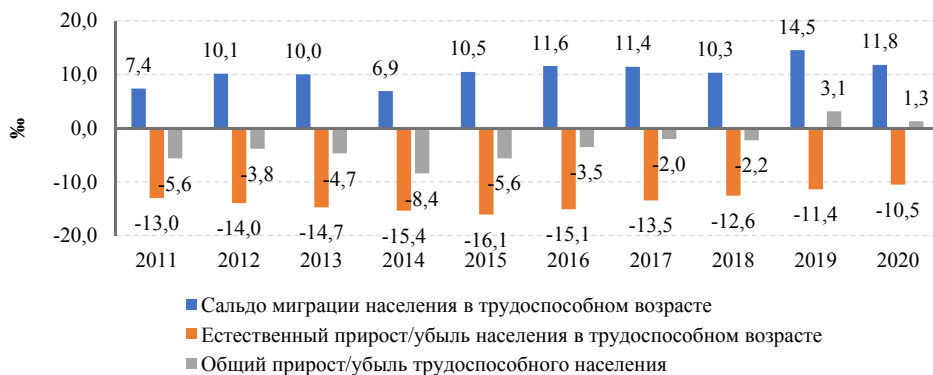 20,0
14,5
11,6 11,4 11,8
10,1 10,0 10,5 10,3
7,4 6,9
10,0
3,1
1,3
‰
0,0
-2,0 -2,2
-3,8 -3,5
-5,6 -4,7 -5,6
-8,4
-10,0
-10,5
-11,4
-13,0 -14,0 -14,7 -15,4 -16,1 -15,1 -13,5 -12,6
-20,0
2011 2012 2013 2014 2015 2016 2017 2018 2019 2020
Сальдо миграции населения в трудоспособном возрасте
Естественный прирост/убыль населения в трудоспособном возрасте
Общий прирост/убыль трудоспособного населения